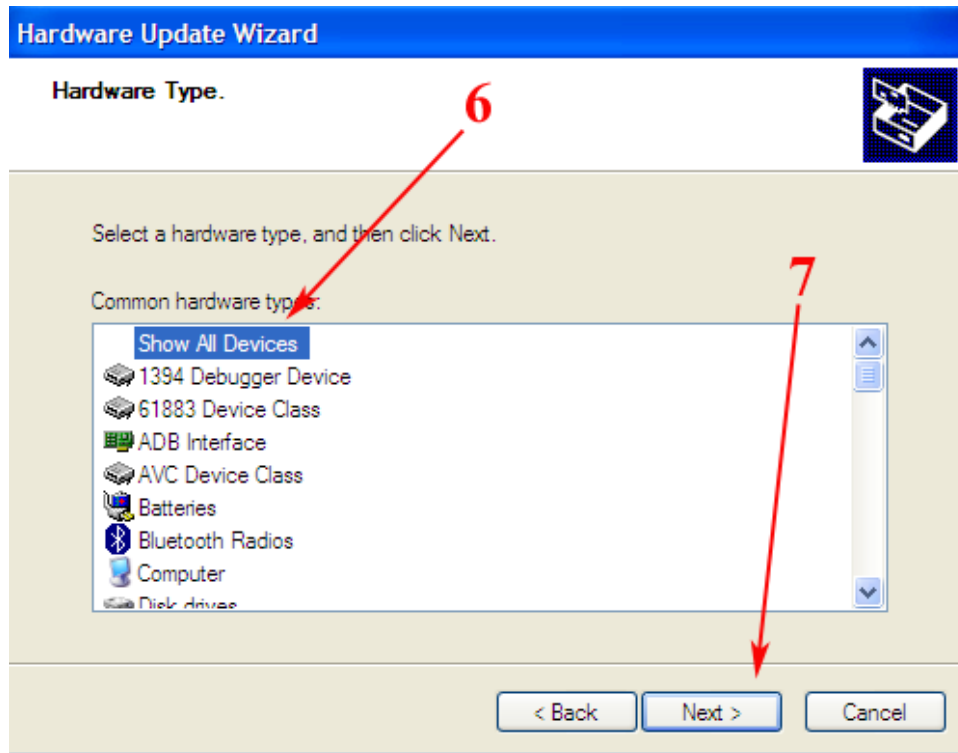 Hardware Update Wizard
Hardware Type.
6
Select a hardware type, and then click Next.
7
Common hardware types:
Show All Devices
1394 Debugger Device
61883 Device Class
ADB Interface
AVC Device Class
Batteries
Bluetooth Radios
Computer
Disk drives
< Back
Next >
Cancel